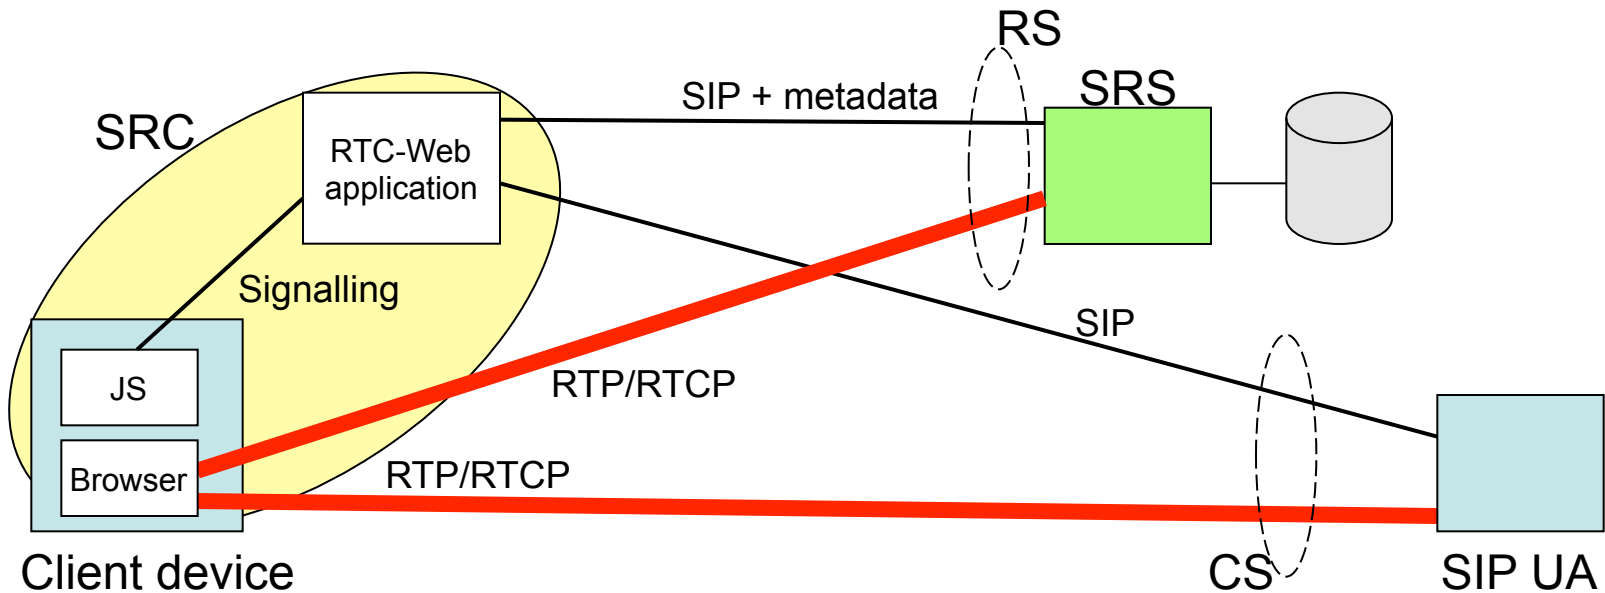 RS
SIP + metadata
SRS
SRC
RTC-Web
application
Signalling
SIP
JS
RTP/RTCP
Browser
RTP/RTCP
Client device
CS
SIP UA